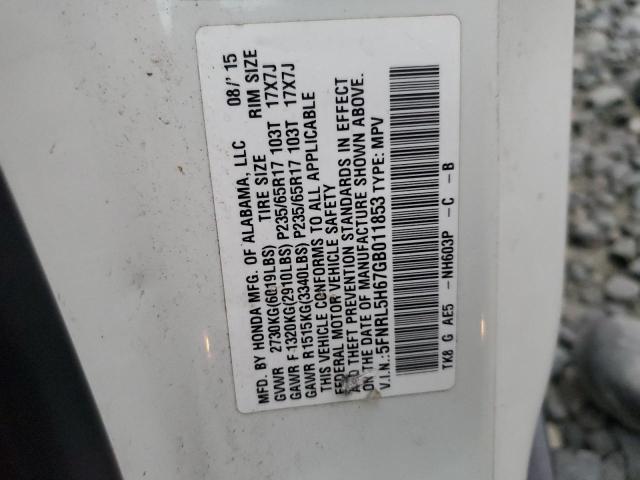 MFD. BY HONDA MFG. OF ALABAMA, LLC 08/'15
GVWR 2730KG(6019LBS) TIRE SIZE RIM SIZE
GAWR F 1320KG(2910LBS) P235/65R17 103T 17X7J
GAWR R1515KG(3340LBS) P235/65R17 103T 17X7J
THIS VEHICLE CONFORMS TO ALL APPLICABLE
FEDERAL MOTOR VEHICLE SAFETY
AND THEFT PREVENTION STANDARDS IN EFFECT
ON THE DATE OF MANUFACTURE SHOWN ABOVE.
V.I.N.:5FNRL5H67GB011853 TYPE: MPV
TK8 G AE5 -NH603P -C -B